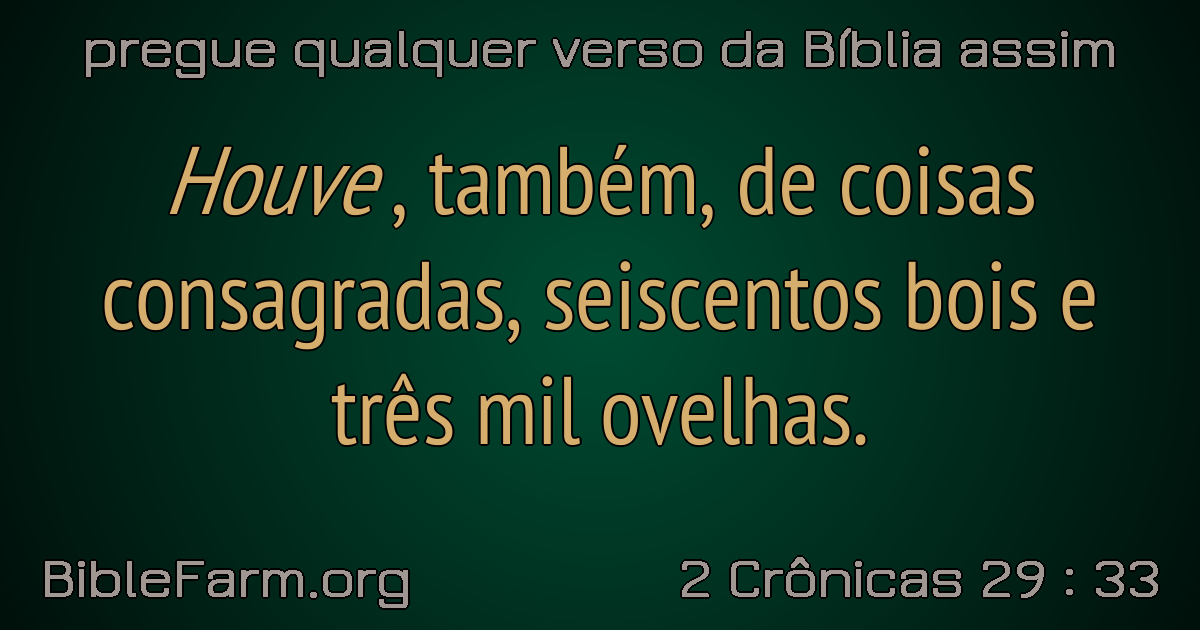 pregue qualquer verso da Bíblia assim
Houve , também, de coisas
consagradas, seiscentos bois e
três mil ovelhas.
BibleFarm.org
2 Crônicas 29 : 33